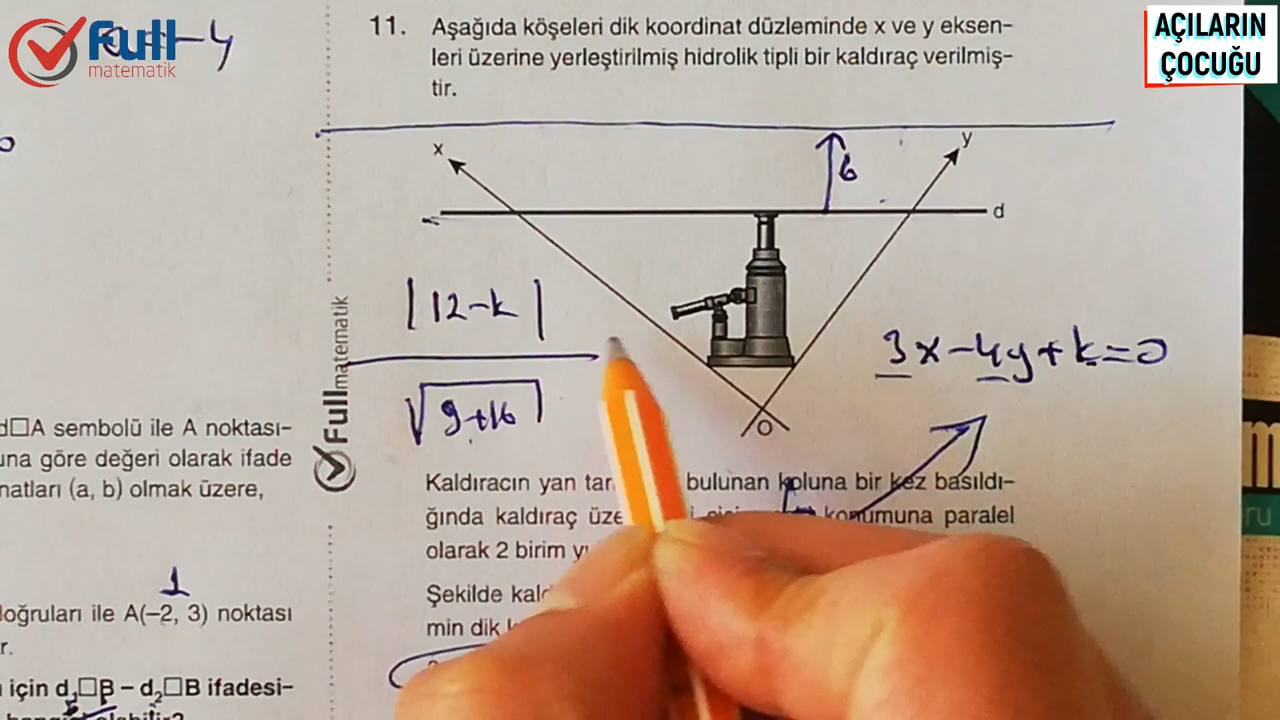 Full
matematik
AÇILARIN
ÇOCUĞU
11. Aşağıda köşeleri dik koordinat düzleminde x ve y eksen-
leri üzerine yerleştirilmiş hidrolik tipli bir kaldıraç verilmiş-
tir.
x
y
6
d
|12-k|
√9+16
3x-4y+k=0
O
Fullmatematik
d□A sembolü ile A noktası-
una göre değeri olarak ifade
natları (a, b) olmak üzere,
1
loğruları ile A(–2, 3) noktası
r.
için d₁□B – d₂□B ifadesi-
Kaldıracın yan tar bulunan koluna bir kez basıldı-
ğında kaldıraç üze konumuna paralel
olarak 2 birim
Şekilde
min dik